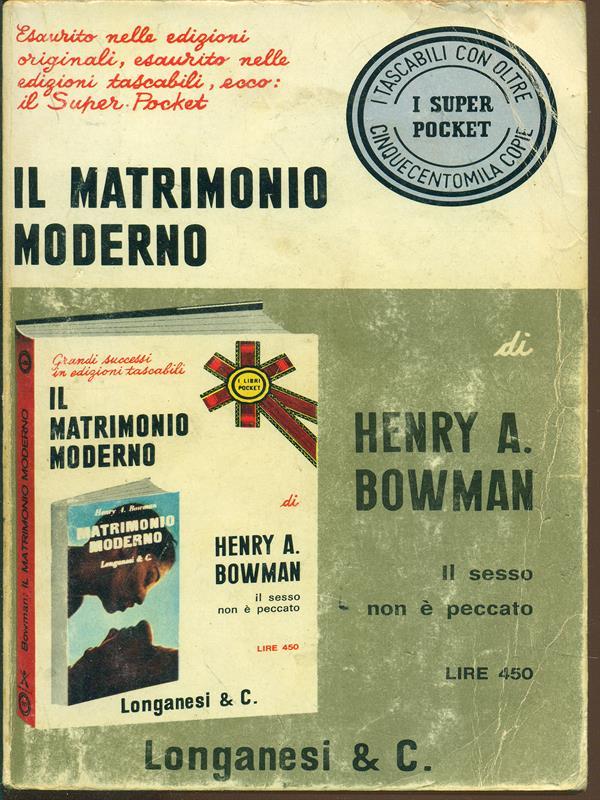 Esaurito nelle edizioni
originali, esaurito nelle
edizioni tascabili, ecco:
il Super-Pocket
I TASCABILI CON OLTRE
I SUPER
POCKET
CINQUECENTOMILA COPIE
IL MATRIMONIO
MODERNO
di
HENRY A.
BOWMAN
Il sesso
non è peccato
LIRE 450
Grandi successi
in edizioni tascabili
I LIBRI
POCKET
IL
MATRIMONIO
MODERNO
di
HENRY A.
BOWMAN
il sesso
non è peccato
LIRE 450
Henry A. Bowman
MATRIMONIO
MODERNO
Longanesi & C.
Longanesi & C.
Bowman: IL MATRIMONIO MODERNO
Longanesi & C.